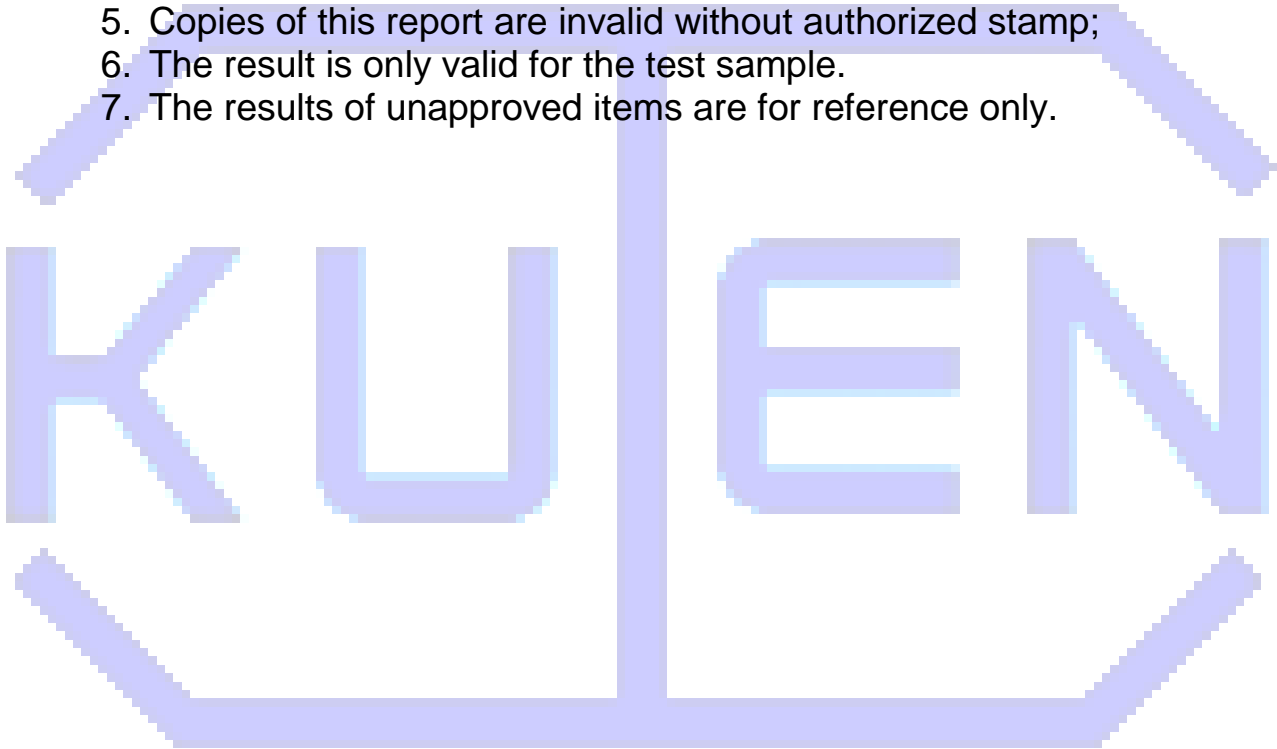 5. Copies of this report are invalid without authorized stamp;
6. The result is only valid for the test sample.
7. The results of unapproved items are for reference only.
KUEN